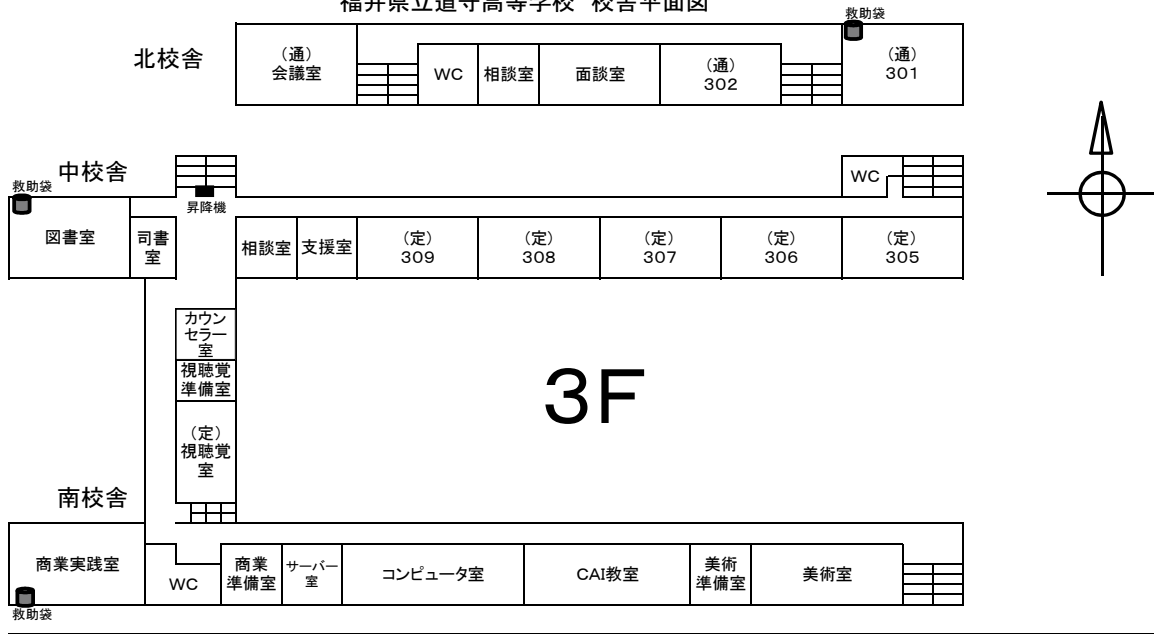 福井県立道守高等学校 校舎平面図
救助袋
北校舎
(通)
会議室
WC
相談室
面談室
(通)
302
(通)
301
中校舎
救助袋
昇降機
WC
図書室
司書
室
相談室
支援室
(定)
309
(定)
308
(定)
307
(定)
306
(定)
305
カウン
セラー
室
視聴覚
準備室
(定)
視聴覚
室
3F
南校舎
商業実践室
救助袋
WC
商業
準備室
サーバー
室
コンピュータ室
CAI教室
美術
準備室
美術室